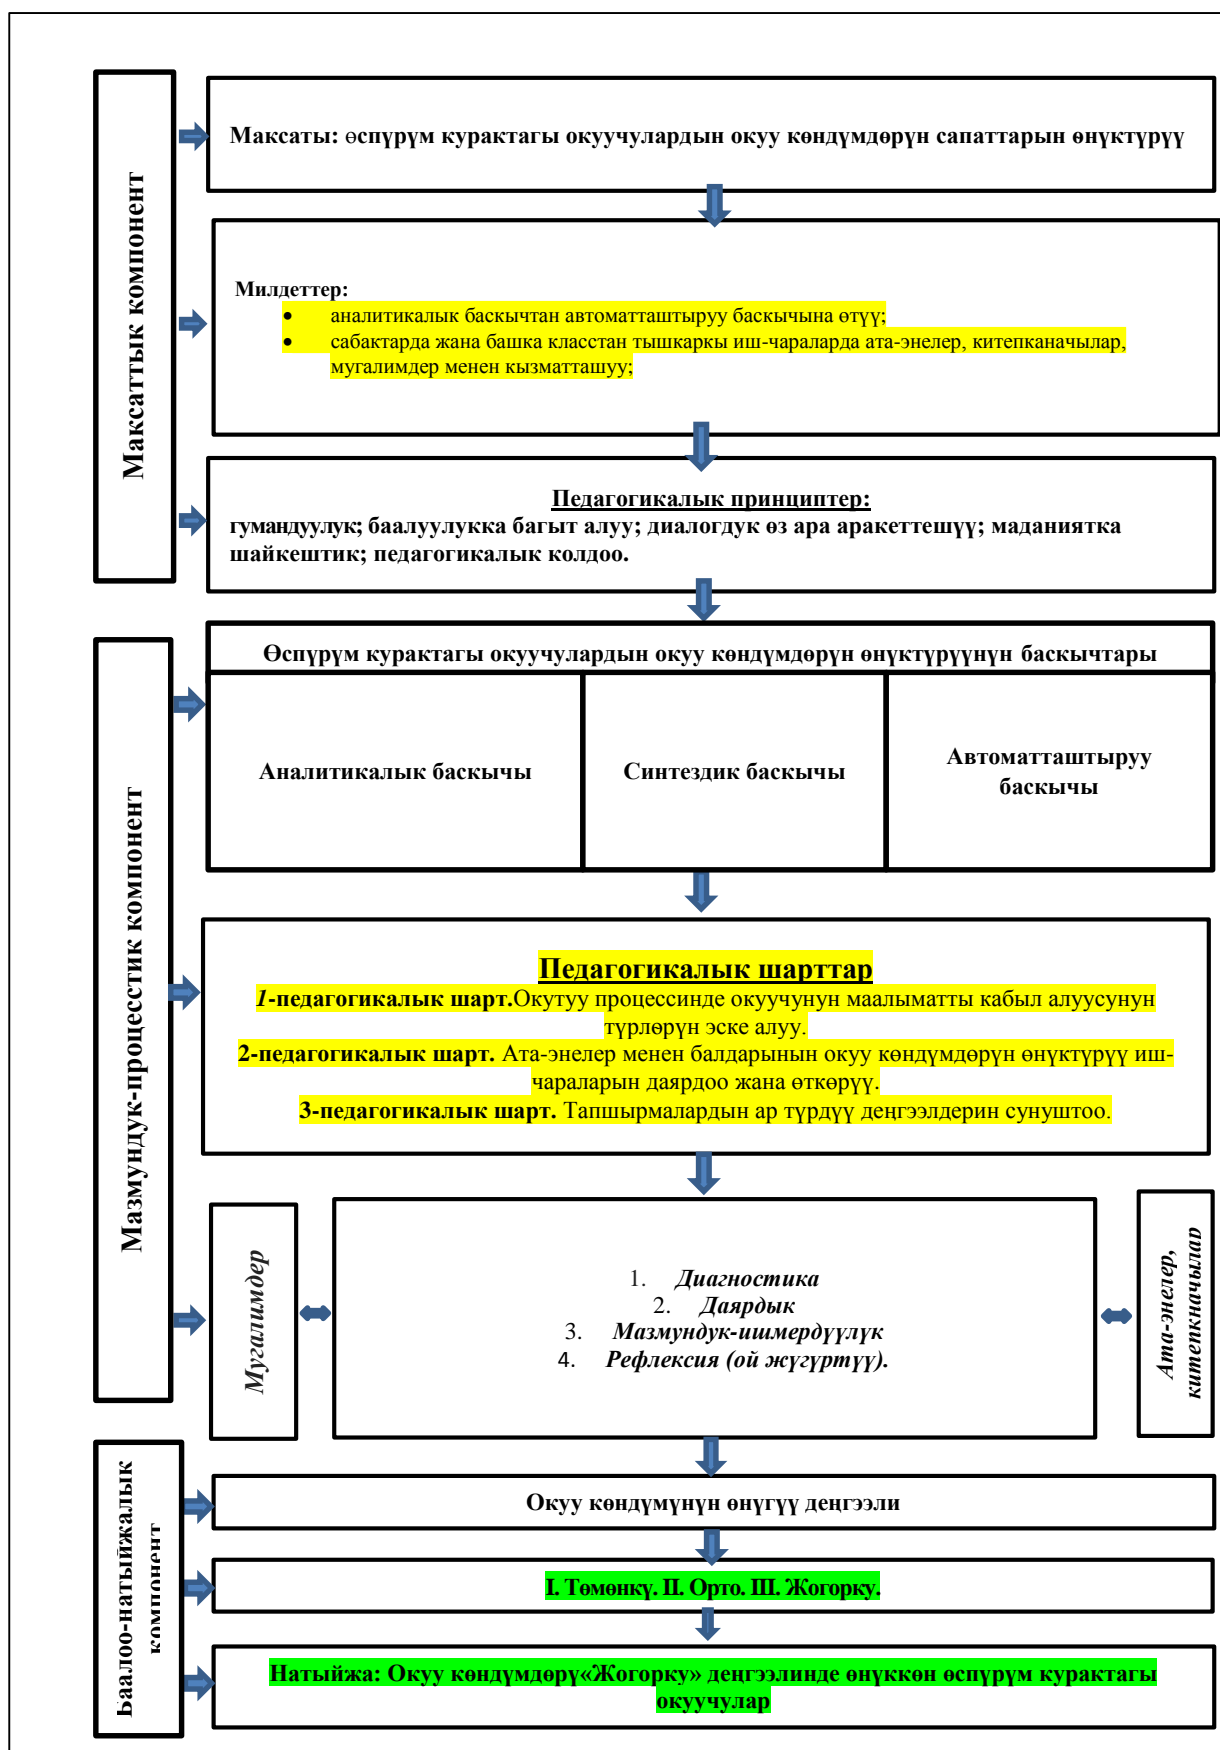 Максаттык компонент
Максаты: өспүрүм курактагы окуучулардын окуу көндүмдөрүн сапаттарын өнүктүрүү
Милдеттер:
• аналитикалык баскычтан автоматташтыруу баскычына өтүү;
• сабактарда жана башка класстан тышкаркы иш-чараларда ата-энелер, китепканачылар,
мугалимдер менен кызматташуу;
Педагогикалык принциптер:
гумандуулук; баалуулукка багыт алуу; диалогдук өз ара аракеттешүү; маданиятка
шайкештик; педагогикалык колдоо.
Мазмундук-процесстик компонент
Өспүрүм курактагы окуучулардын окуу көндүмдөрүн өнүктүрүүнүн баскычтары
Аналитикалык баскычы
Синтездик баскычы
Автоматташтыруу
баскычы
Педагогикалык шарттар
1-педагогикалык шарт.Окутуу процессинде окуучунун маалыматты кабыл алуусунун
түрлөрүн эске алуу.
2-педагогикалык шарт. Ата-энелер менен балдарынын окуу көндүмдөрүн өнүктүрүү иш-
чараларын даярдоо жана өткөрүү.
3-педагогикалык шарт. Тапшырмалардын ар түрдүү деңгээлдерин сунуштоо.
Мугалимдер
1. Диагностика
2. Даярдык
3. Мазмундук-ишмердүүлүк
4. Рефлексия (ой жүгүртүү).
Ата-энелер,
китепкначылар
Баалоо-натыйжалык
компонент
Окуу көндүмүнүн өнүгүү деңгээли
I. Төмөнкү. II. Орто. III. Жогорку.
Натыйжа: Окуу көндүмдөрү«Жогорку» деңгээлинде өнүккөн өспүрүм курактагы
окуучулар